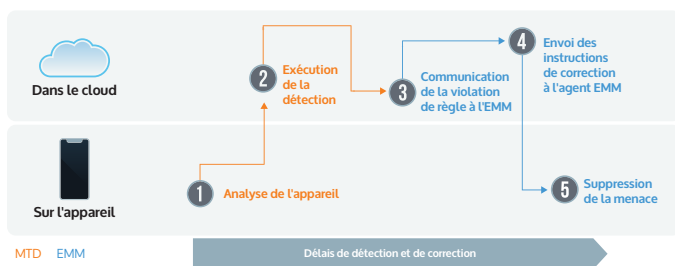 Dans le cloud
2
Exécution
de la
détection
3
Communication
de la violation
de règle à l'EMM
4
Envoi des
instructions
de correction
à l'agent EMM
Sur l'appareil
1
Analyse de l'appareil
5
Suppression
de la menace
MTD EMM
Délais de détection et de correction